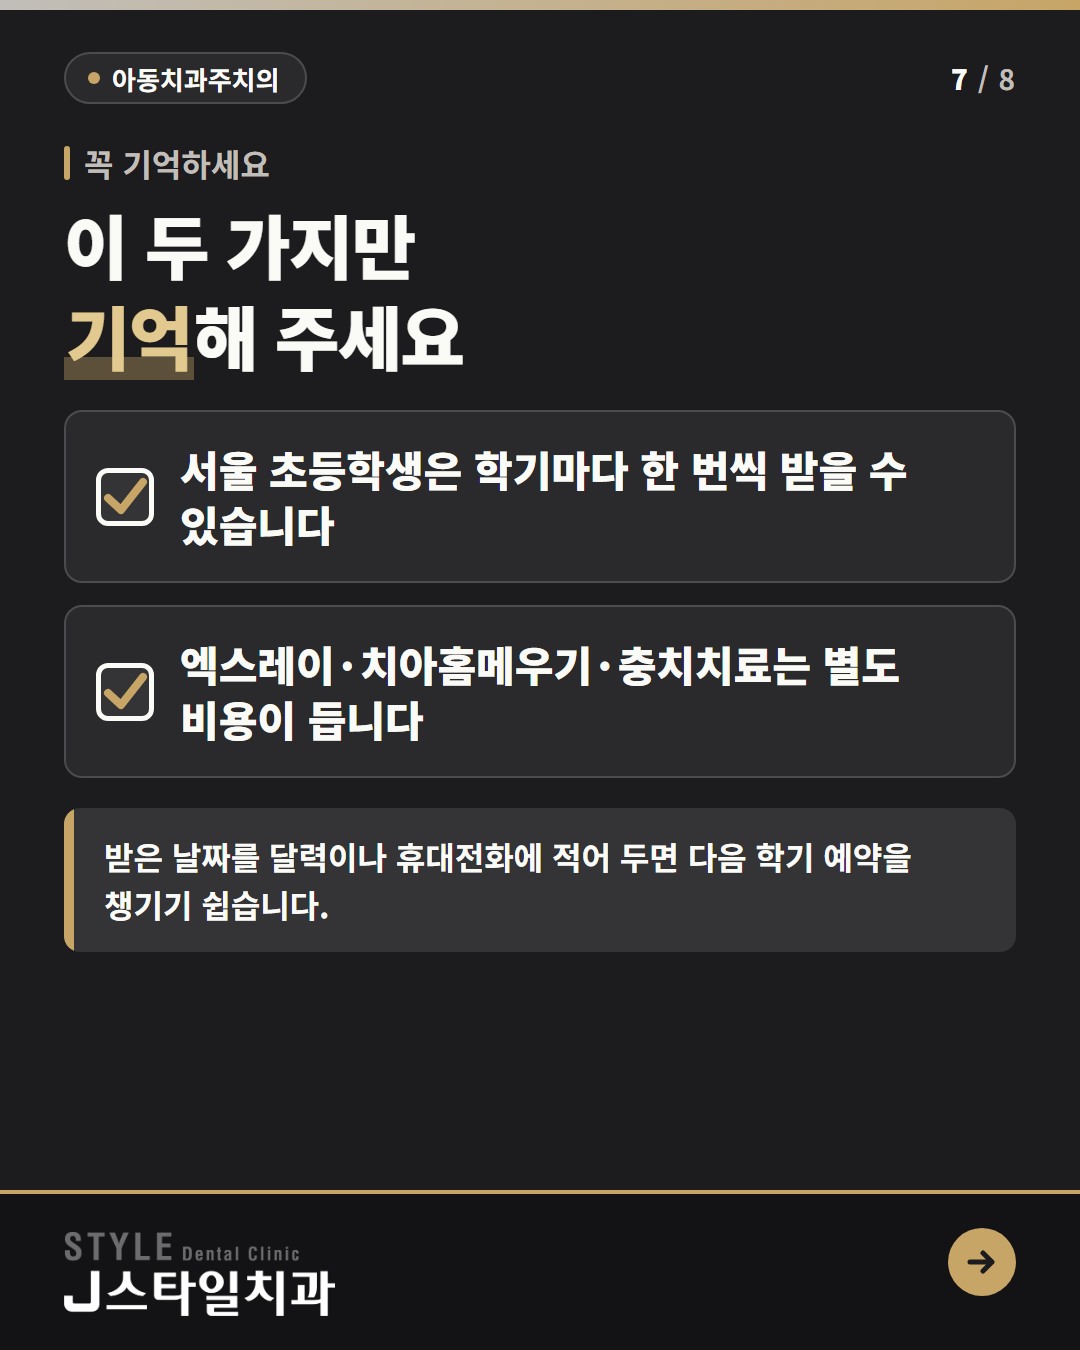 아동치과주치의
7 / 8
꼭 기억하세요
이 두 가지만
기억해 주세요
서울 초등학생은 학기마다 한 번씩 받을 수
있습니다
엑스레이·치아홈메우기·충치치료는 별도
비용이 듭니다
받은 날짜를 달력이나 휴대전화에 적어 두면 다음 학기 예약을
챙기기 쉽습니다.
STYLE Dental Clinic
J스타일치과